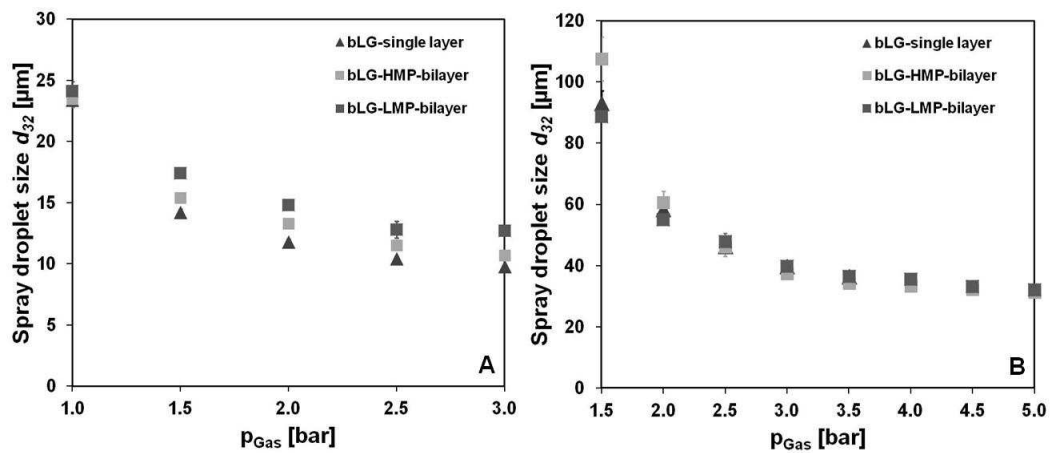 Spray droplet size d32 [µm]
30
25
20
15
10
5
0
1.0 1.5 2.0 2.5 3.0
pGas [bar]
bLG-single layer
bLG-HMP-bilayer
bLG-LMP-bilayer
A
Spray droplet size d32 [µm]
120
100
80
60
40
20
0
1.5 2.0 2.5 3.0 3.5 4.0 4.5 5.0
pGas [bar]
bLG-single layer
bLG-HMP-bilayer
bLG-LMP-bilayer
B